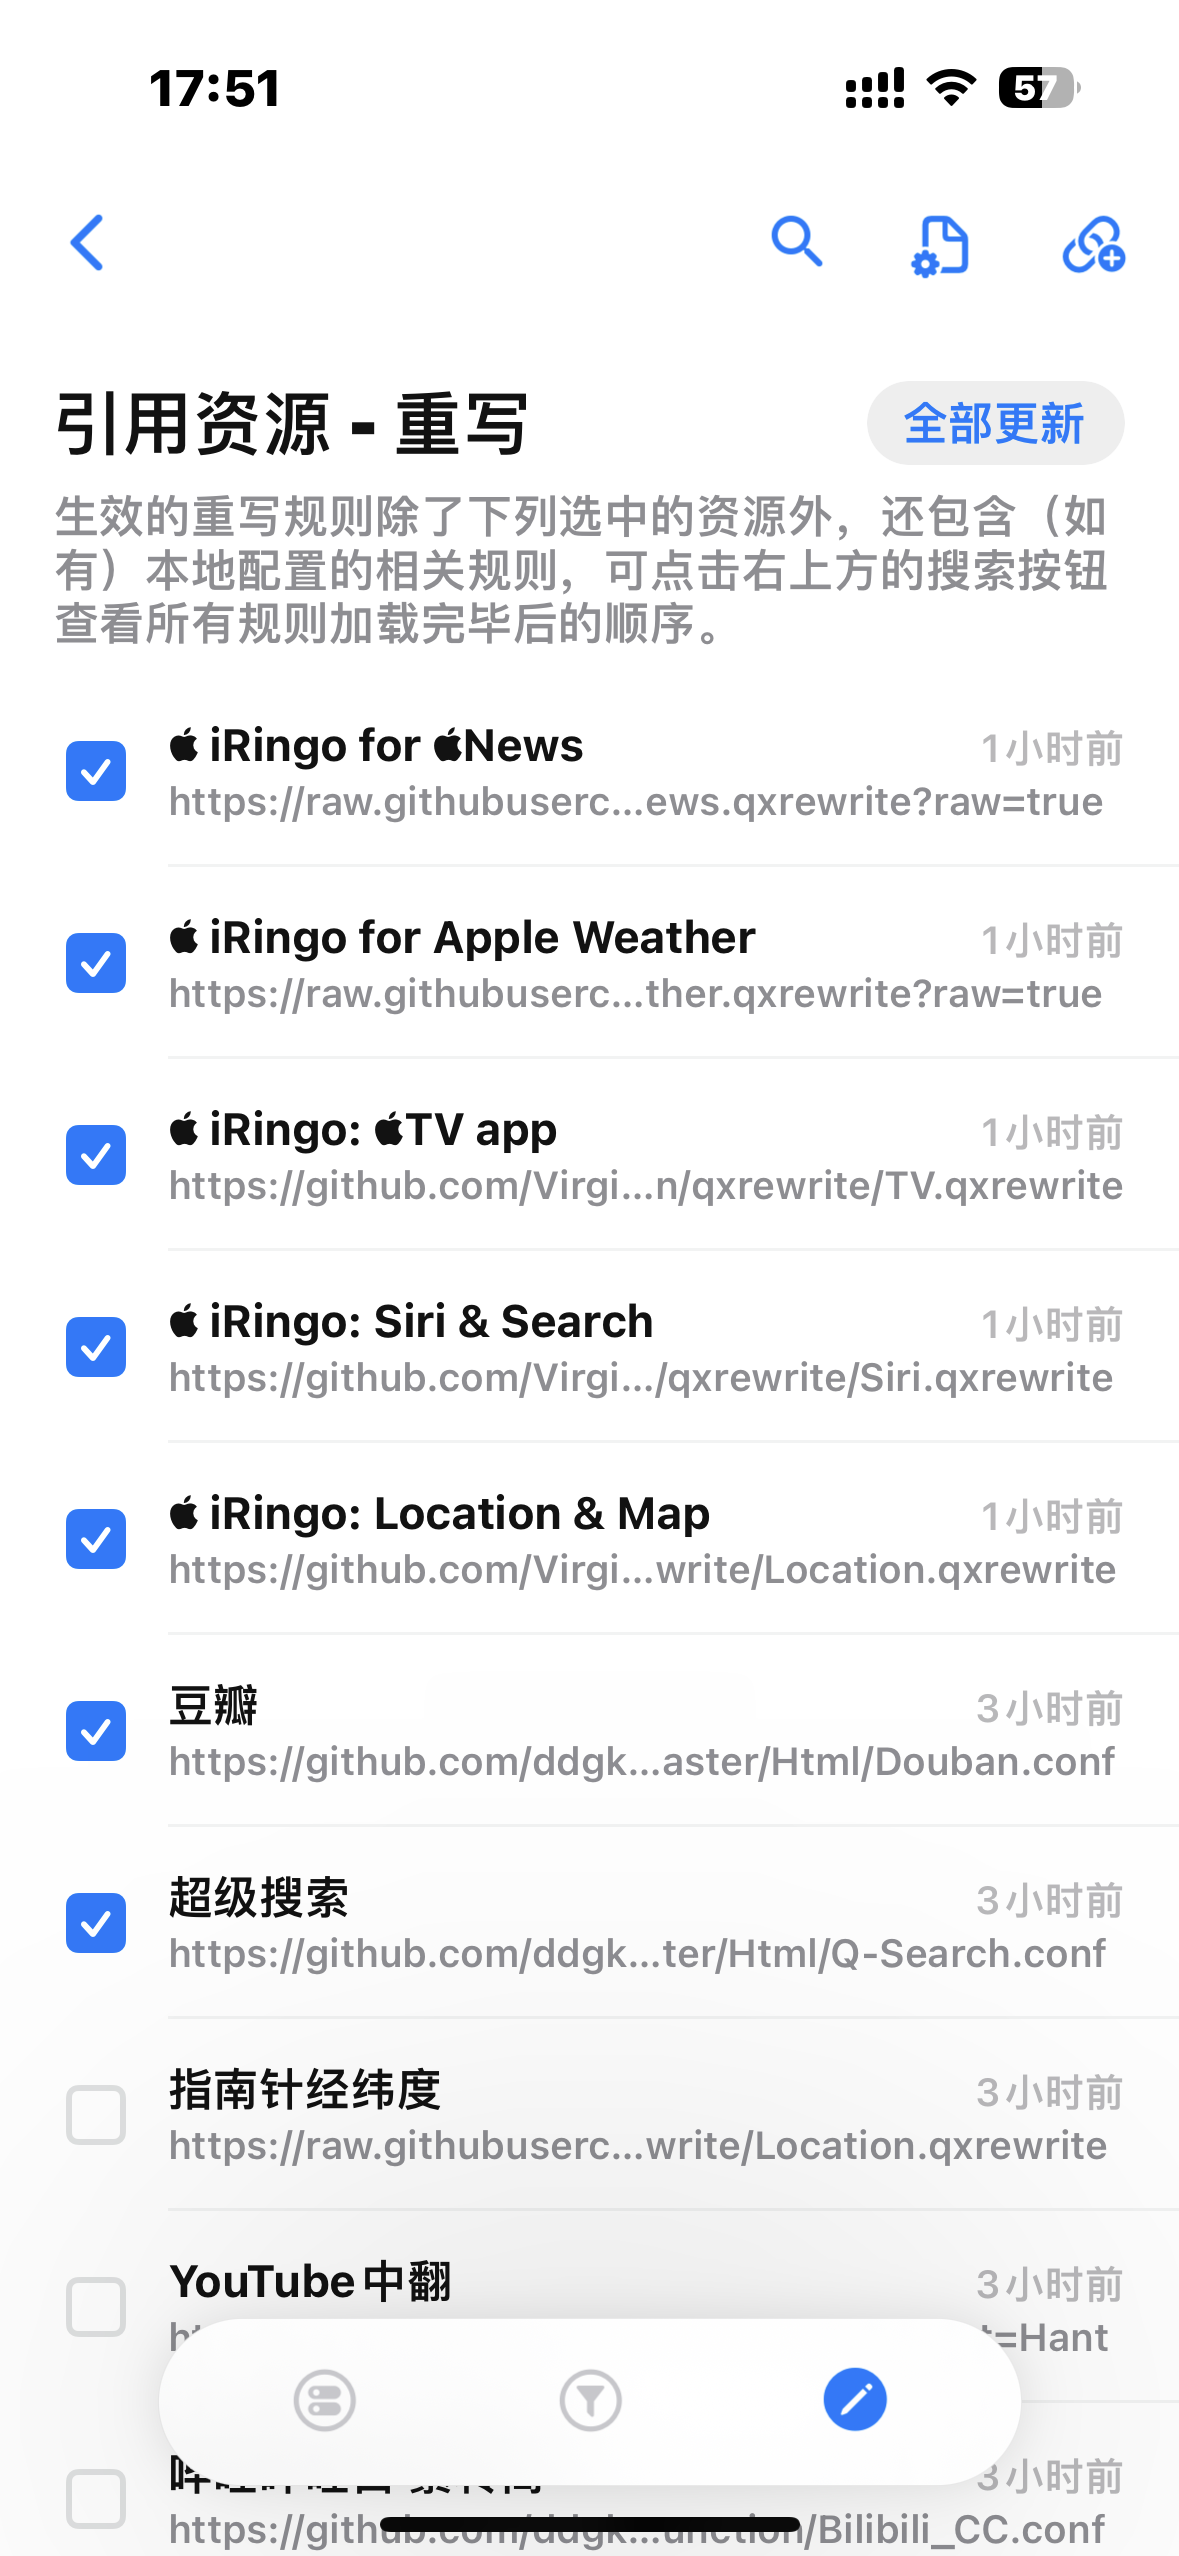 17:51
57
引用资源 - 重写
全部更新
生效的重写规则除了下列选中的资源外，还包含（如
有）本地配置的相关规则，可点击右上方的搜索按钮
查看所有规则加载完毕后的顺序。
 iRingo for News
1小时前
https://raw.githubuserc...ews.qxrewrite?raw=true
 iRingo for Apple Weather
1小时前
https://raw.githubuserc...ther.qxrewrite?raw=true
 iRingo: TV app
1小时前
https://github.com/Virgi...n/qxrewrite/TV.qxrewrite
 iRingo: Siri & Search
1小时前
https://github.com/Virgi.../qxrewrite/Siri.qxrewrite
 iRingo: Location & Map
1小时前
https://github.com/Virgi...write/Location.qxrewrite
豆瓣
3小时前
https://github.com/ddgk...aster/Html/Douban.conf
超级搜索
3小时前
https://github.com/ddgk...ter/Html/Q-Search.conf
指南针经纬度
3小时前
https://raw.githubuserc...write/Location.qxrewrite
YouTube中翻
3小时前
t=Hant
3小时前
https://github.com/ddgk...unction/Bilibili_CC.conf